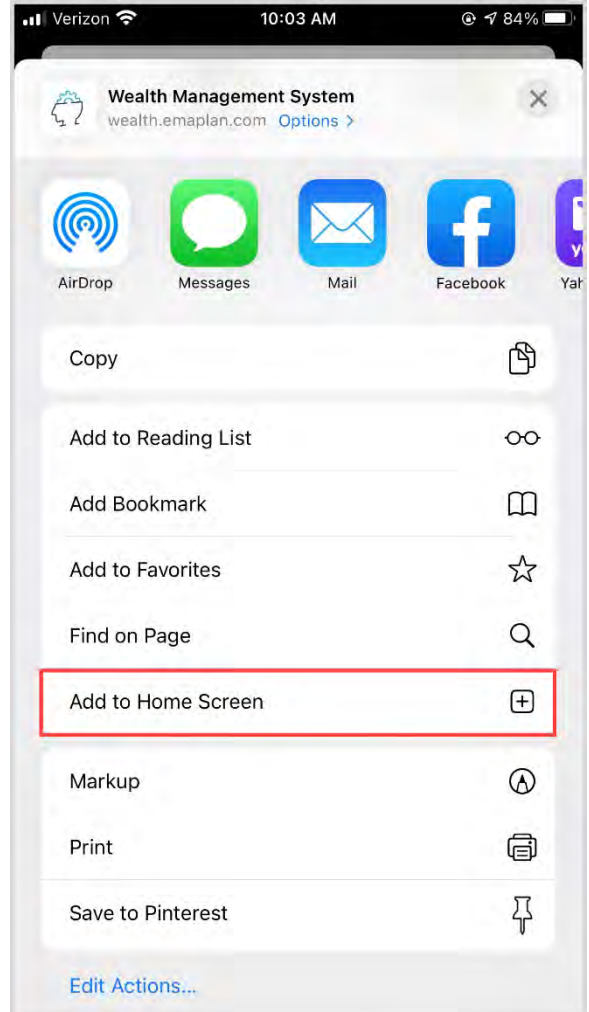 Verizon 10:03 AM 84%
Wealth Management System
wealth.emaplan.com Options >
AirDrop Messages Mail Facebook Yah
Copy
Add to Reading List
Add Bookmark
Add to Favorites
Find on Page
Add to Home Screen
Markup
Print
Save to Pinterest
Edit Actions...